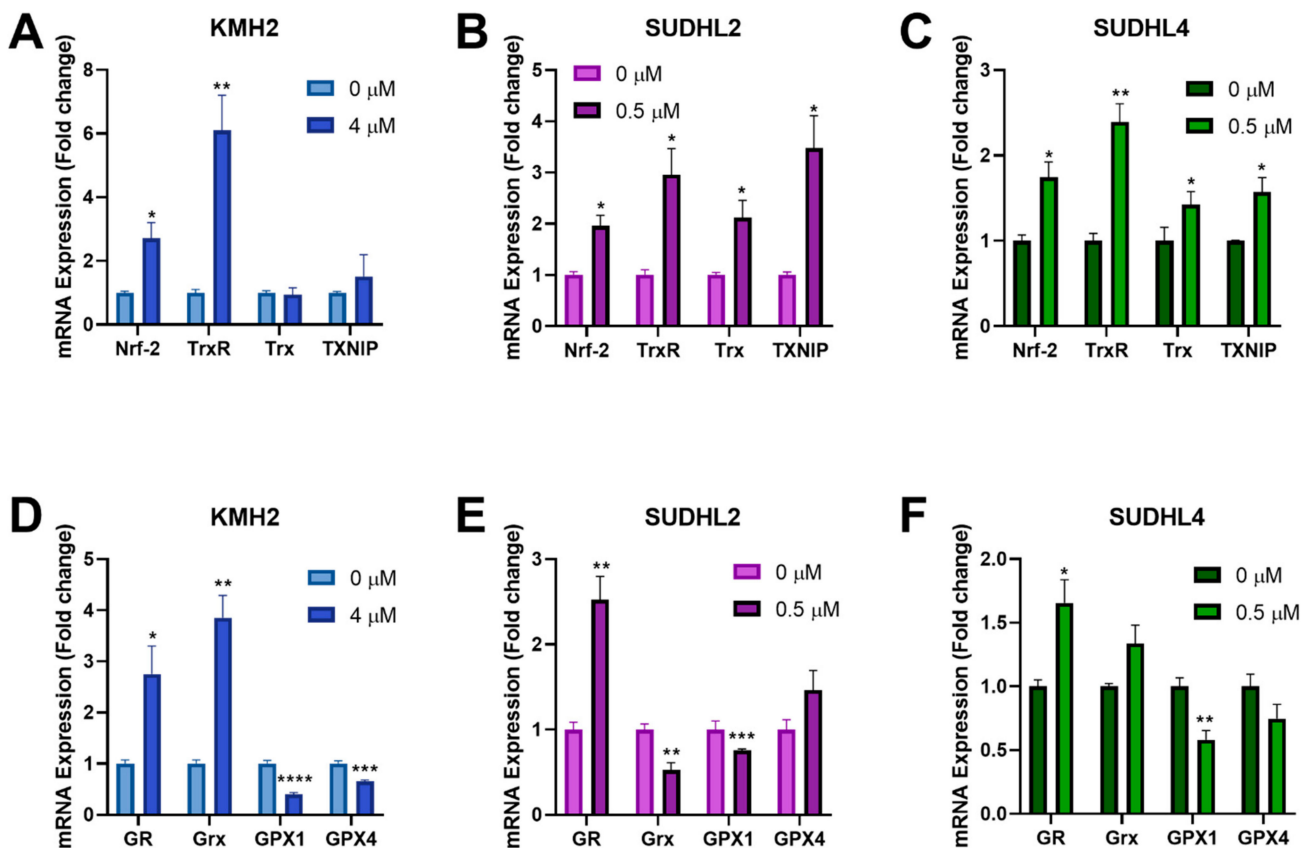 A
KMH2
mRNA Expression (Fold change)
8
6
4
2
0
0 μM
4 μM
*
**
Nrf-2 TrxR Trx TXNIP
B
SUDHL2
mRNA Expression (Fold change)
5
4
3
2
1
0
0 μM
0.5 μM
*
*
*
*
Nrf-2 TrxR Trx TXNIP
C
SUDHL4
mRNA Expression (Fold change)
3
2
1
0
0 μM
0.5 μM
*
**
*
*
Nrf-2 TrxR Trx TXNIP
D
KMH2
mRNA Expression (Fold change)
5
4
3
2
1
0
0 μM
4 μM
*
**
****
***
GR Grx GPX1 GPX4
E
SUDHL2
mRNA Expression (Fold change)
3
2
1
0
0 μM
0.5 μM
**
**
***
GR Grx GPX1 GPX4
F
SUDHL4
mRNA Expression (Fold change)
2.0
1.5
1.0
0.5
0.0
0 μM
0.5 μM
*
**
GR Grx GPX1 GPX4